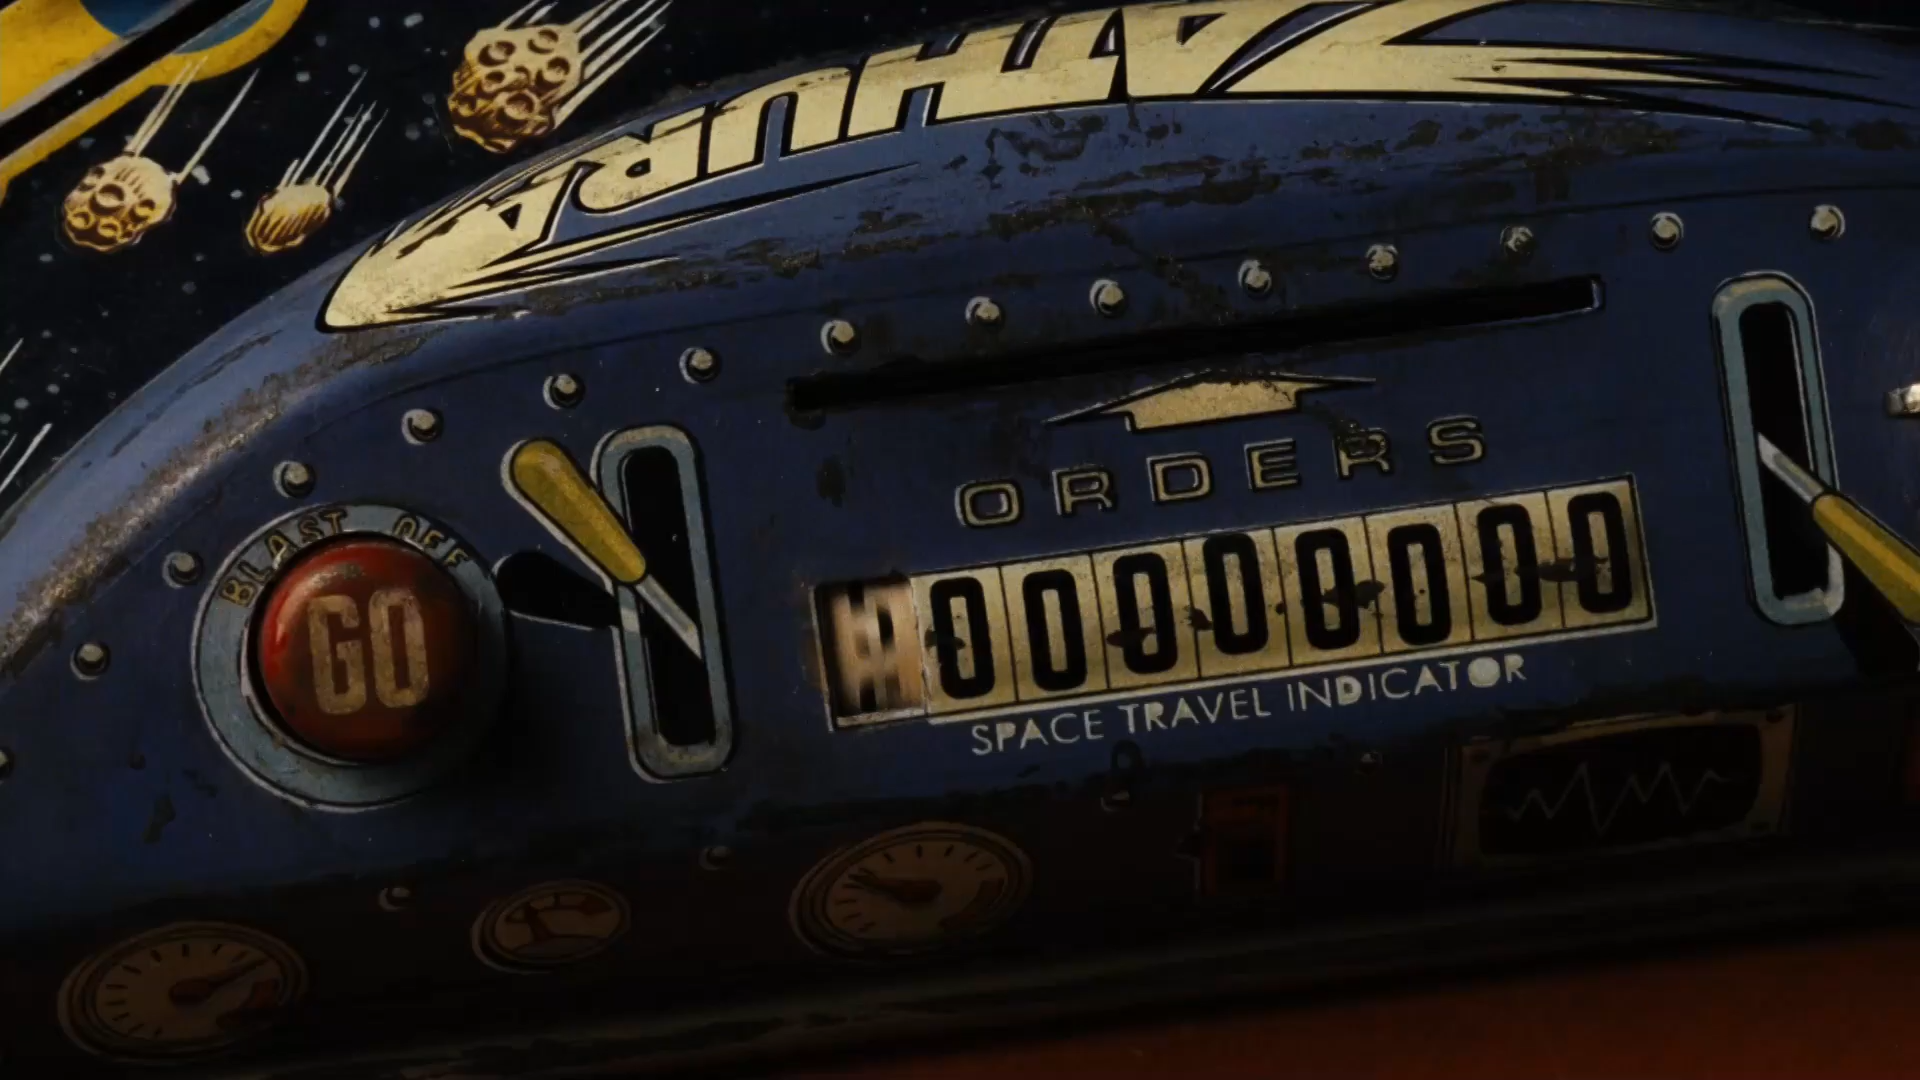 ZATHURA
ORDERS
BLAST OFF
GO
00000000
SPACE TRAVEL INDICATOR